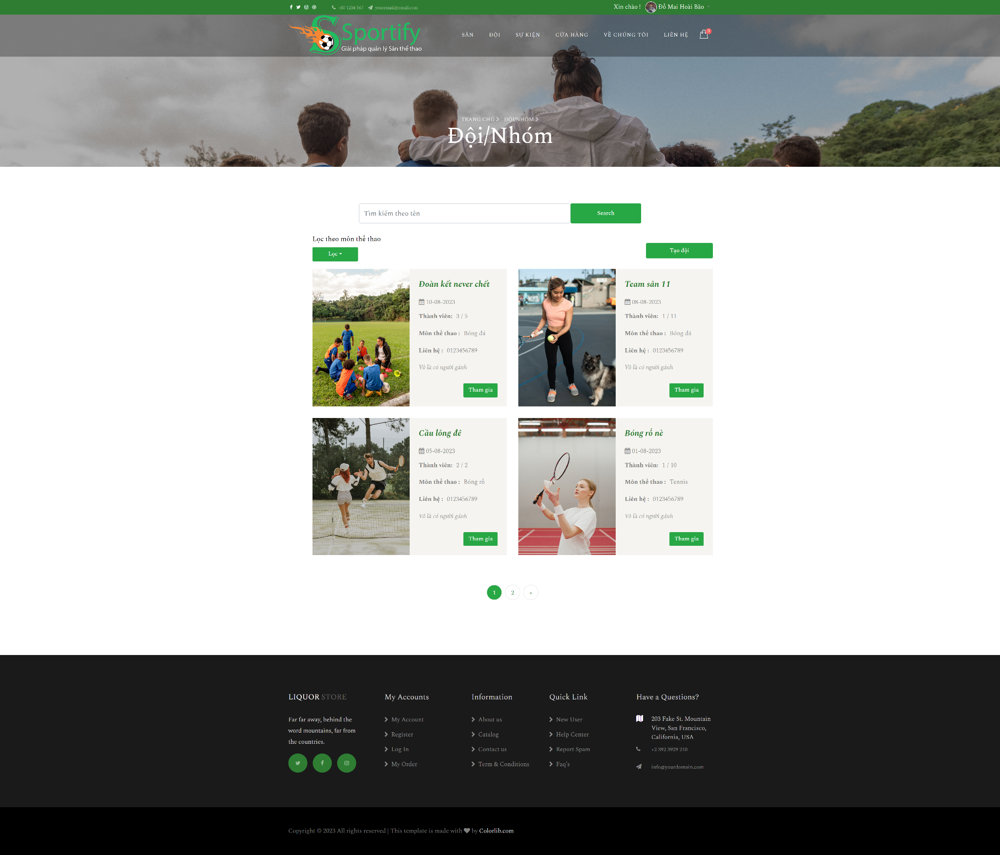 +00 1234 567 youremail@email.com Xin chào ! Đỗ Mai Hoài Bão
Sportify
Giải pháp quản lý Sân thể thao
SÂN ĐỘI SỰ KIỆN CỬA HÀNG VỀ CHÚNG TÔI LIÊN HỆ 3
TRANG CHỦ ĐỘI/NHÓM
Đội/Nhóm
Tìm kiếm theo tên Search
Lọc theo môn thể thao
Lọc
Tạo đội
Đoàn kết never chết
10-08-2023
Thành viên: 3 / 5
Môn thể thao : Bóng đá
Liên hệ : 0123456789
Vô là có người gánh
Tham gia
Team sân 11
08-08-2023
Thành viên: 1 / 11
Môn thể thao : Bóng đá
Liên hệ : 0123456789
Vô là có người gánh
Tham gia
Cầu lông đê
05-08-2023
Thành viên: 2 / 2
Môn thể thao : Bóng rổ
Liên hệ : 0123456789
Vô là có người gánh
Tham gia
Bóng rổ nè
01-08-2023
Thành viên: 1 / 10
Môn thể thao : Tennis
Liên hệ : 0123456789
Vô là có người gánh
Tham gia
1 2 »
LIQUOR STORE
Far far away, behind the
word mountains, far from
the countries.
My Accounts
My Account
Register
Log In
My Order
Information
About us
Catalog
Contact us
Term & Conditions
Quick Link
New User
Help Center
Report Spam
Faq's
Have a Questions?
203 Fake St. Mountain
View, San Francisco,
California, USA
+2 392 3929 210
info@yourdomain.com
Copyright © 2023 All rights reserved | This template is made with by Colorlib.com